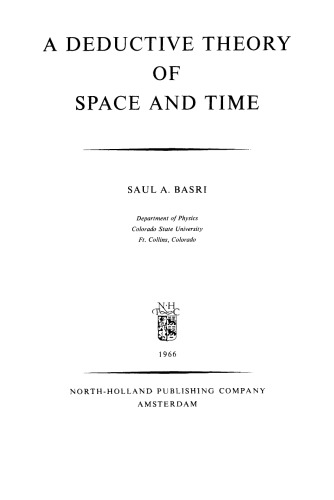 A DEDUCTIVE THEORY
OF
SPACE AND TIME
SAUL A. BASRI
Department of Physics
Colorado State University
Ft. Collins, Colorado
N·H
1966
NORTH-HOLLAND PUBLISHING COMPANY
AMSTERDAM